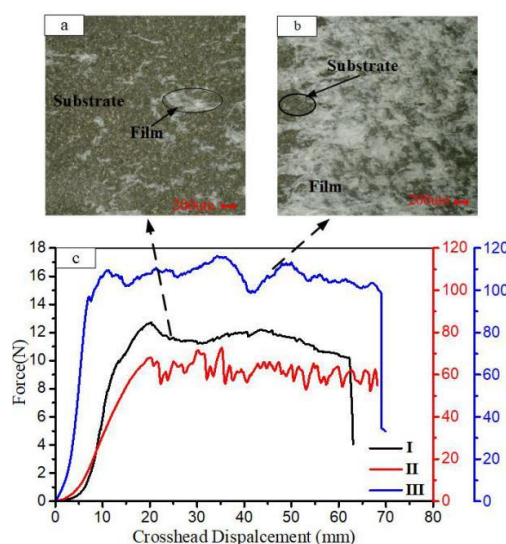 a
b
Substrate
Film
200um
Substrate
Film
200um
c
Force(N)
18
16
14
12
10
8
6
4
2
0
120
100
80
60
40
20
0
120
100
80
60
40
20
0
I
II
III
0 10 20 30 40 50 60 70 80
Crosshead Dispalcement (mm)